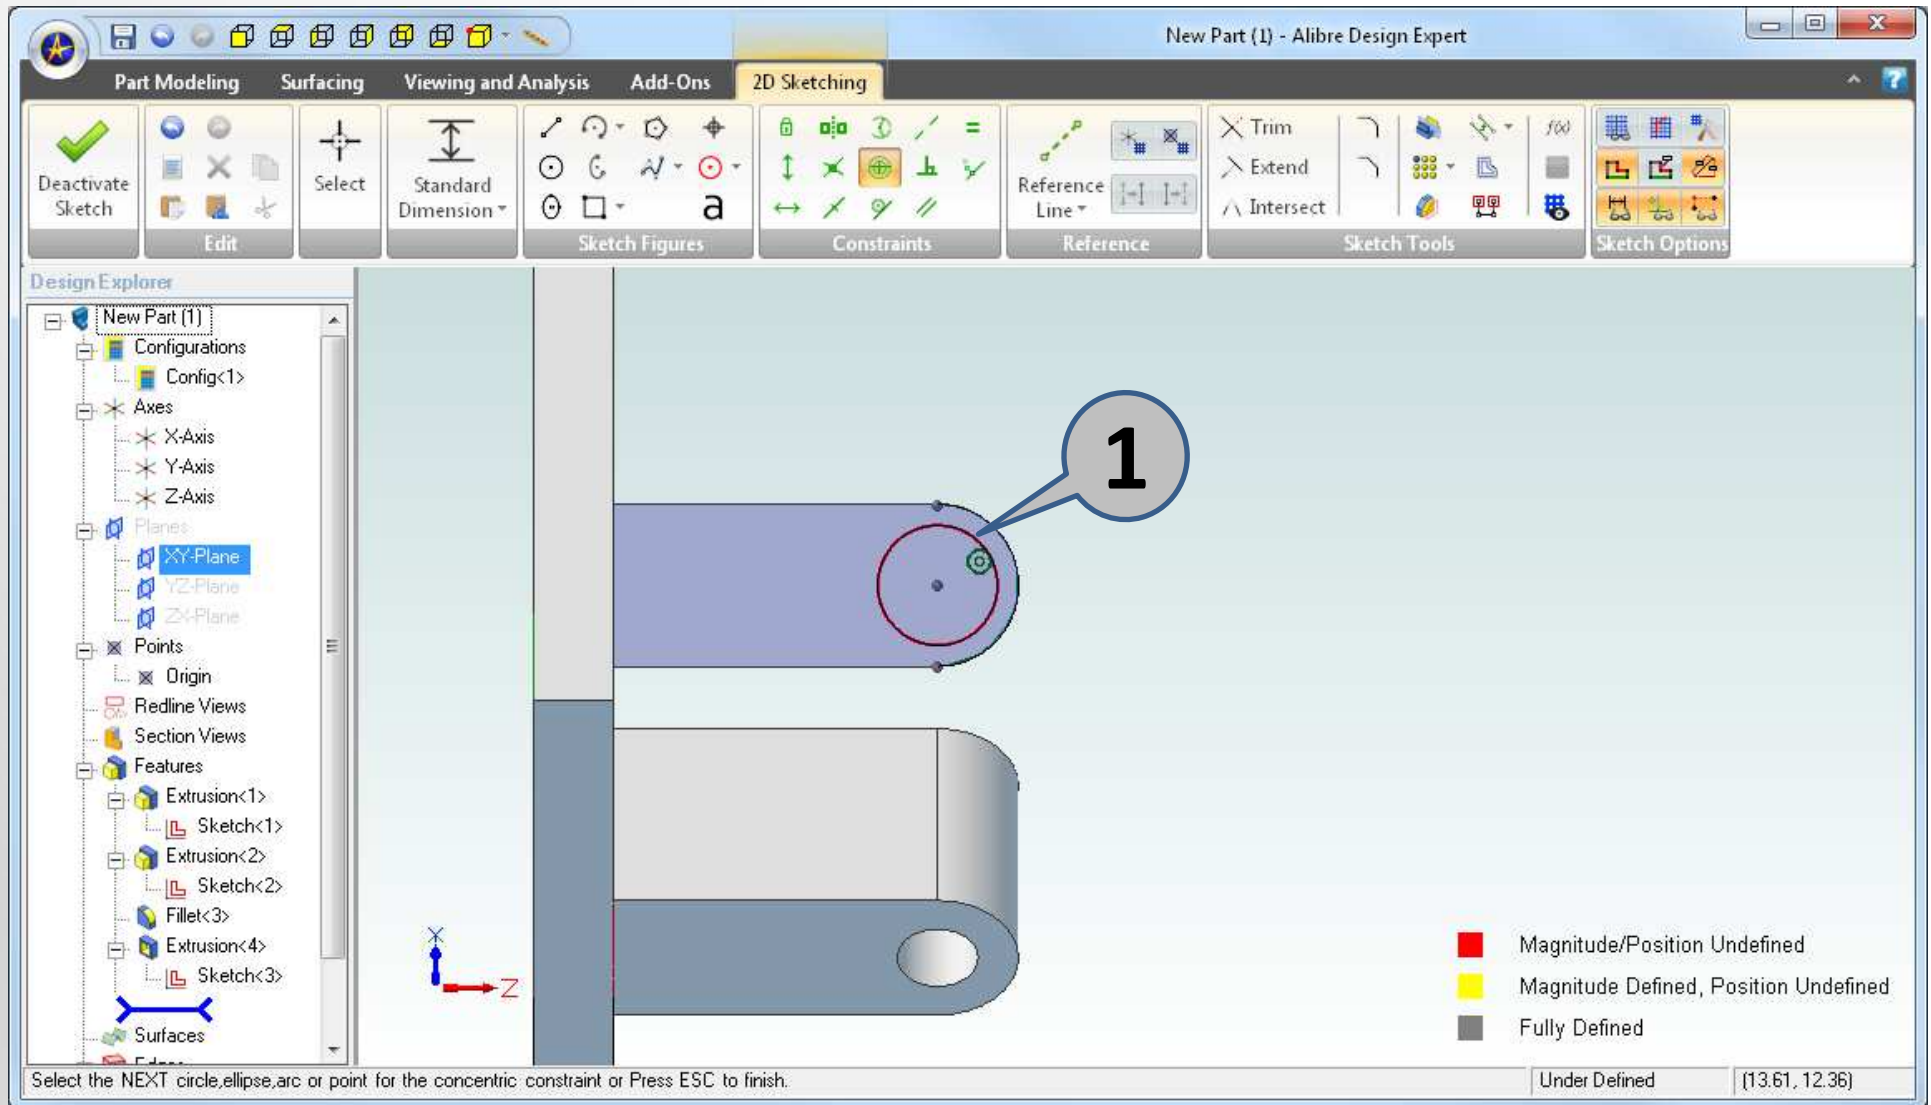 New Part (1) - Alibre Design Expert
Part Modeling
Surfacing
Viewing and Analysis
Add-Ons
2D Sketching
?
Deactivate
Sketch
Edit
Select
Standard
Dimension
a
Sketch Figures
Constraints
Reference
Line
Reference
Trim
Extend
Intersect
f(x)
Sketch Tools
Sketch Options
Design Explorer
New Part (1)
Configurations
Config<1>
Axes
X-Axis
Y-Axis
Z-Axis
Planes
XY-Plane
YZ-Plane
ZX-Plane
Points
Origin
Redline Views
Section Views
Features
Extrusion<1>
Sketch<1>
Extrusion<2>
Sketch<2>
Fillet<3>
Extrusion<4>
Sketch<3>
Surfaces
1
X
Z
Magnitude/Position Undefined
Magnitude Defined, Position Undefined
Fully Defined
Select the NEXT circle,ellipse,arc or point for the concentric constraint or Press ESC to finish.
Under Defined
(13.61, 12.36)